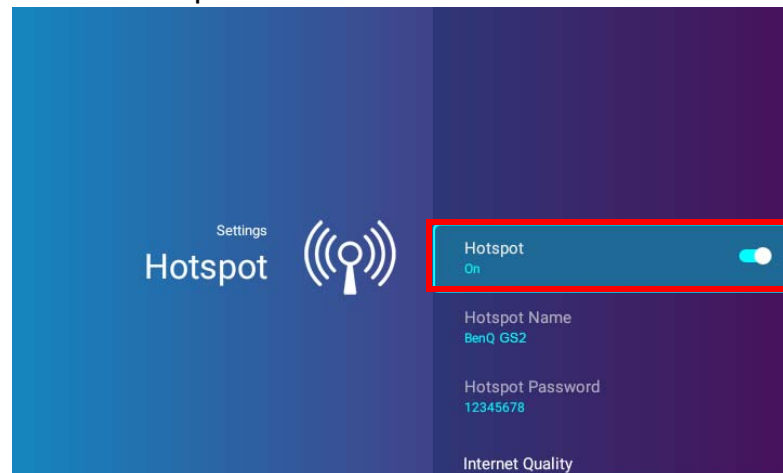 Settings
Hotspot
Hotspot
On
Hotspot Name
BenQ GS2
Hotspot Password
12345678
Internet Quality